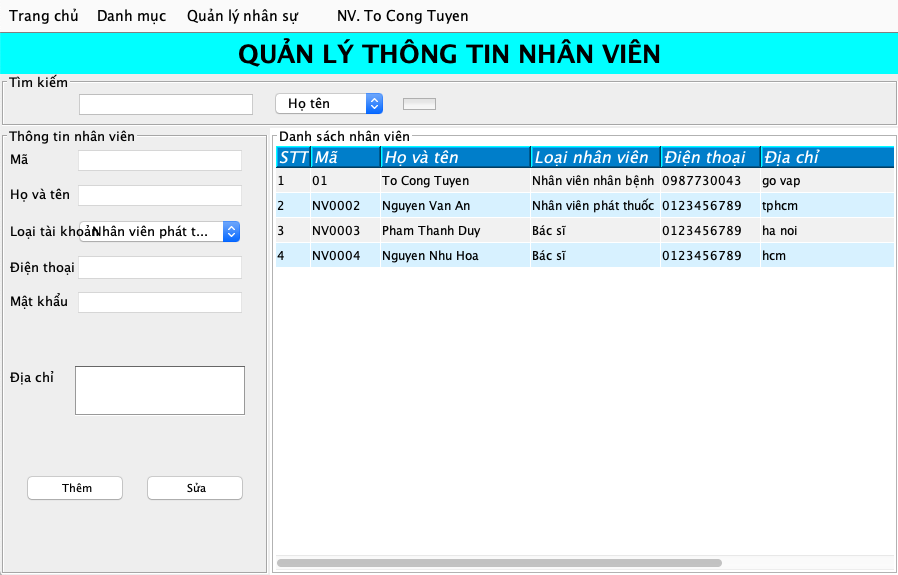 Trang chủ Danh mục Quản lý nhân sự NV. To Cong Tuyen
QUẢN LÝ THÔNG TIN NHÂN VIÊN
Tìm kiếm
Họ tên
Thông tin nhân viên
Mã
Họ và tên
Loại tài khoản Nhân viên phát t...
Điện thoại
Mật khẩu
Địa chỉ
Thêm Sửa
Danh sách nhân viên
STT Mã Họ và tên Loại nhân viên Điện thoại Địa chỉ
1 01 To Cong Tuyen Nhân viên nhân bệnh 0987730043 go vap
2 NV0002 Nguyen Van An Nhân viên phát thuốc 0123456789 tphcm
3 NV0003 Pham Thanh Duy Bác sĩ 0123456789 ha noi
4 NV0004 Nguyen Nhu Hoa Bác sĩ 0123456789 hcm